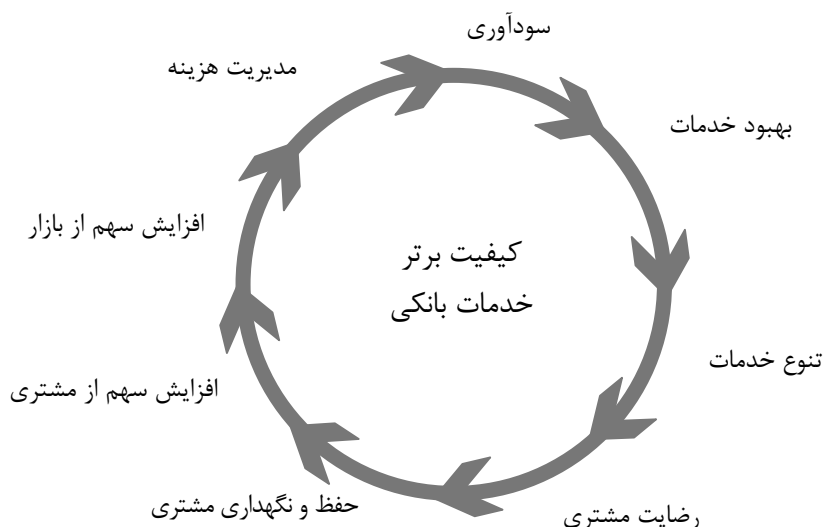 سودآوری
مدیریت هزینه
بهبود خدمات
افزایش سهم از بازار
کیفیت برتر
خدمات بانکی
تنوع خدمات
افزایش سهم از مشتری
حفظ و نگهداری مشتری
رضایت مشتری